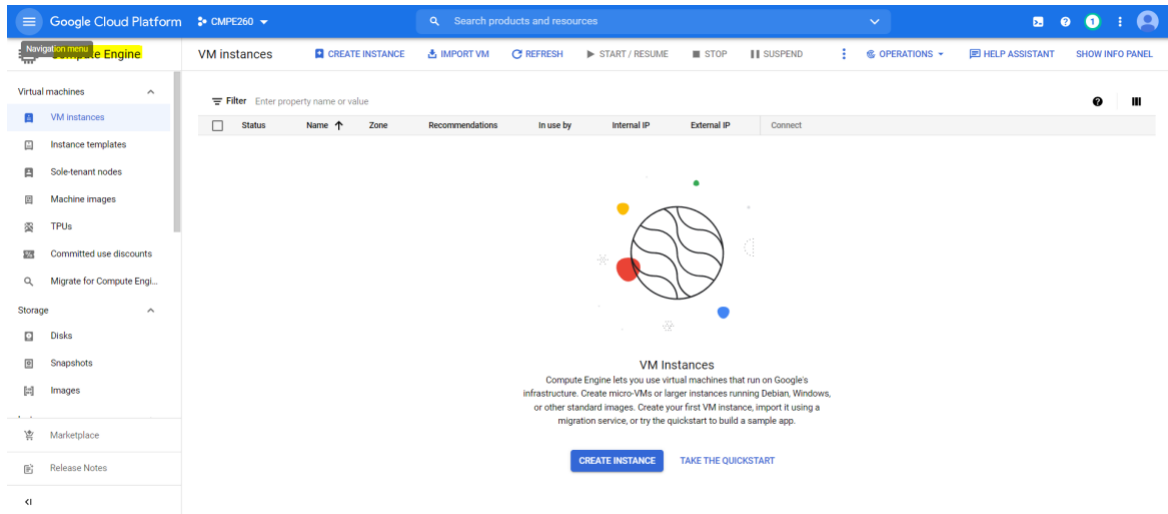 Google Cloud Platform CMPE260 Search products and resources 1
Navigation menu
Compute Engine VM instances CREATE INSTANCE IMPORT VM REFRESH START / RESUME STOP SUSPEND OPERATIONS HELP ASSISTANT SHOW INFO PANEL
Virtual machines
VM instances
Instance templates
Sole-tenant nodes
Machine images
TPUs
Committed use discounts
Migrate for Compute Engi...
Storage
Disks
Snapshots
Images
Marketplace
Release Notes
Filter Enter property name or value
Status Name Zone Recommendations In use by Internal IP External IP Connect
VM Instances
Compute Engine lets you use virtual machines that run on Google's
infrastructure. Create micro-VMs or larger instances running Debian, Windows,
or other standard images. Create your first VM instance, import it using a
migration service, or try the quickstart to build a sample app.
CREATE INSTANCE TAKE THE QUICKSTART